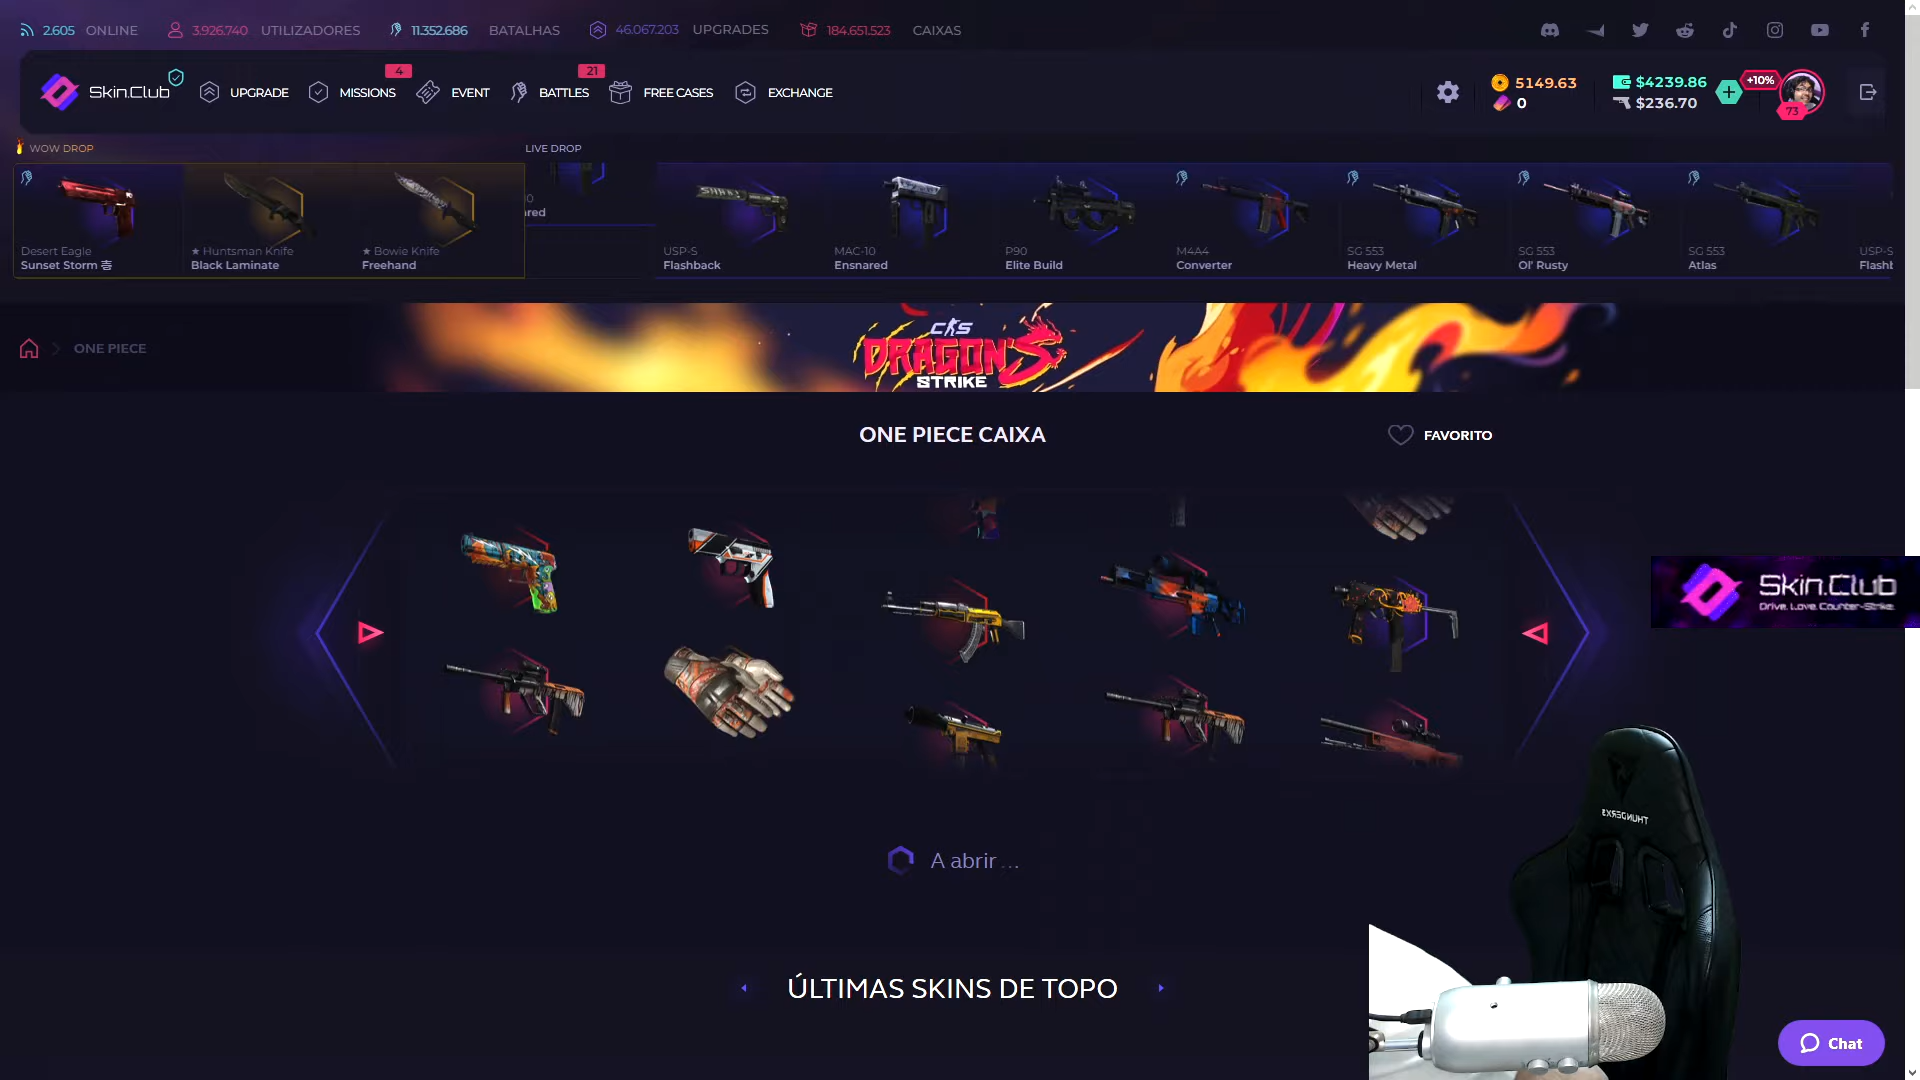 2.605 ONLINE 3.926.740 UTILIZADORES 11.352.686 BATALHAS 46.067.203 UPGRADES 184.651.523 CAIXAS
Skin.Club UPGRADE 4 MISSIONS EVENT 21 BATTLES FREE CASES EXCHANGE
5149.63
0
$4239.86
$236.70
+10%
73
WOW DROP
LIVE DROP
Desert Eagle
Sunset Storm 壱
★ Huntsman Knife
Black Laminate
★ Bowie Knife
Freehand
0
red
USP-S
Flashback
MAC-10
Ensnared
P90
Elite Build
M4A4
Converter
SG 553
Heavy Metal
SG 553
Ol' Rusty
SG 553
Atlas
USP-S
Flashb
ONE PIECE
CS
DRAGON'S
STRIKE
ONE PIECE CAIXA
FAVORITO
Skin.Club
Drive. Love. Counter-Strike.
THUNDERX3
A abrir ...
ÚLTIMAS SKINS DE TOPO
Chat